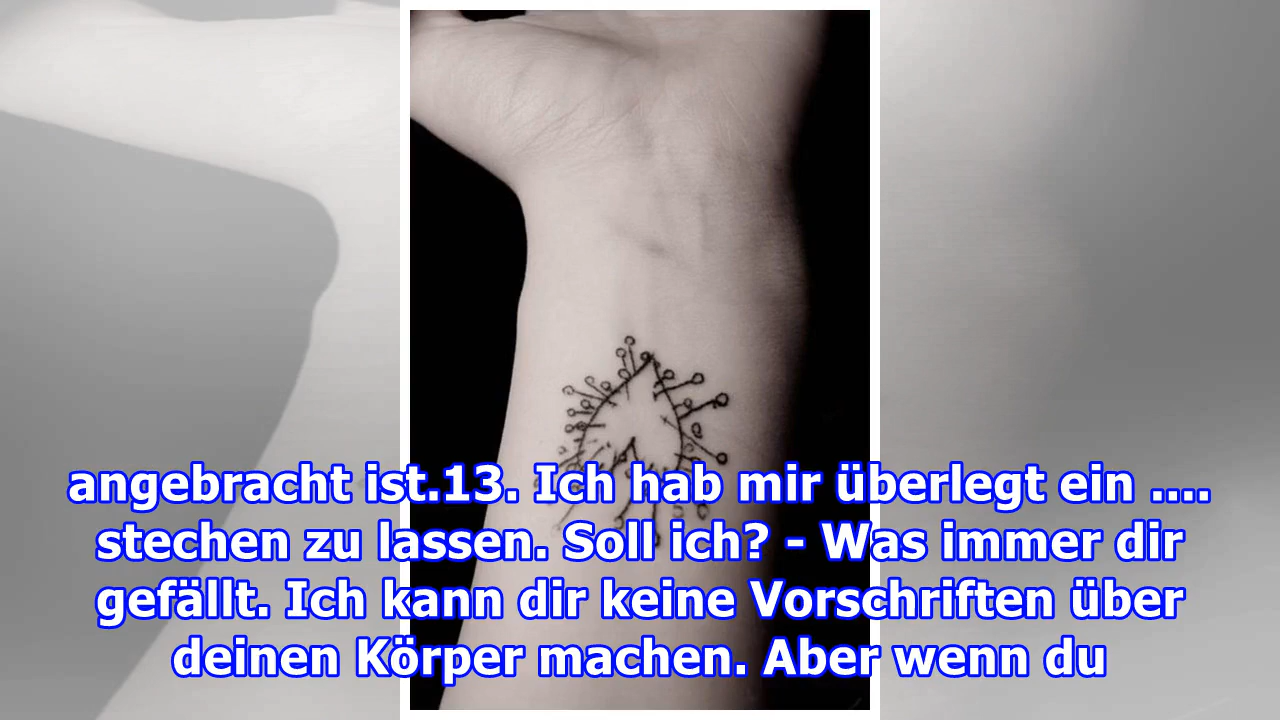 angebracht ist.13. Ich hab mir überlegt ein ....
stechen zu lassen. Soll ich? - Was immer dir
gefällt. Ich kann dir keine Vorschriften über
deinen Körper machen. Aber wenn du